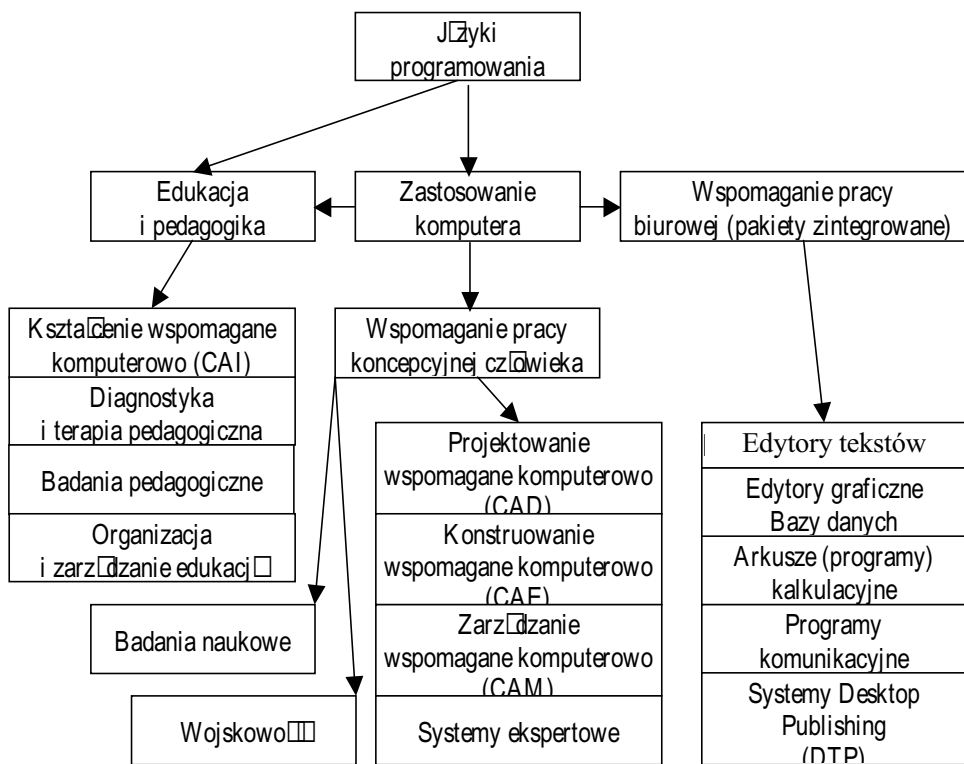 J□zyki
programowania
Edukacja
i pedagogika
Zastosowanie
komputera
Wspomaganie pracy
biurowej (pakiety zintegrowane)
Kszta□cenie wspomagane
komputerowo (CAI)
Diagnostyka
i terapia pedagogiczna
Badania pedagogiczne
Organizacja
i zarz□dzanie edukacj□
Wspomaganie pracy
koncepcyjnej cz□owieka
Badania naukowe
Wojskowo□□
Projektowanie
wspomagane komputerowo
(CAD)
Konstruowanie
wspomagane komputerowo
(CAE)
Zarz□dzanie
wspomagane komputerowo
(CAM)
Systemy ekspertowe
Edytory tekstów
Edytory graficzne
Bazy danych
Arkusze (programy)
kalkulacyjne
Programy
komunikacyjne
Systemy Desktop
Publishing
(DTP)